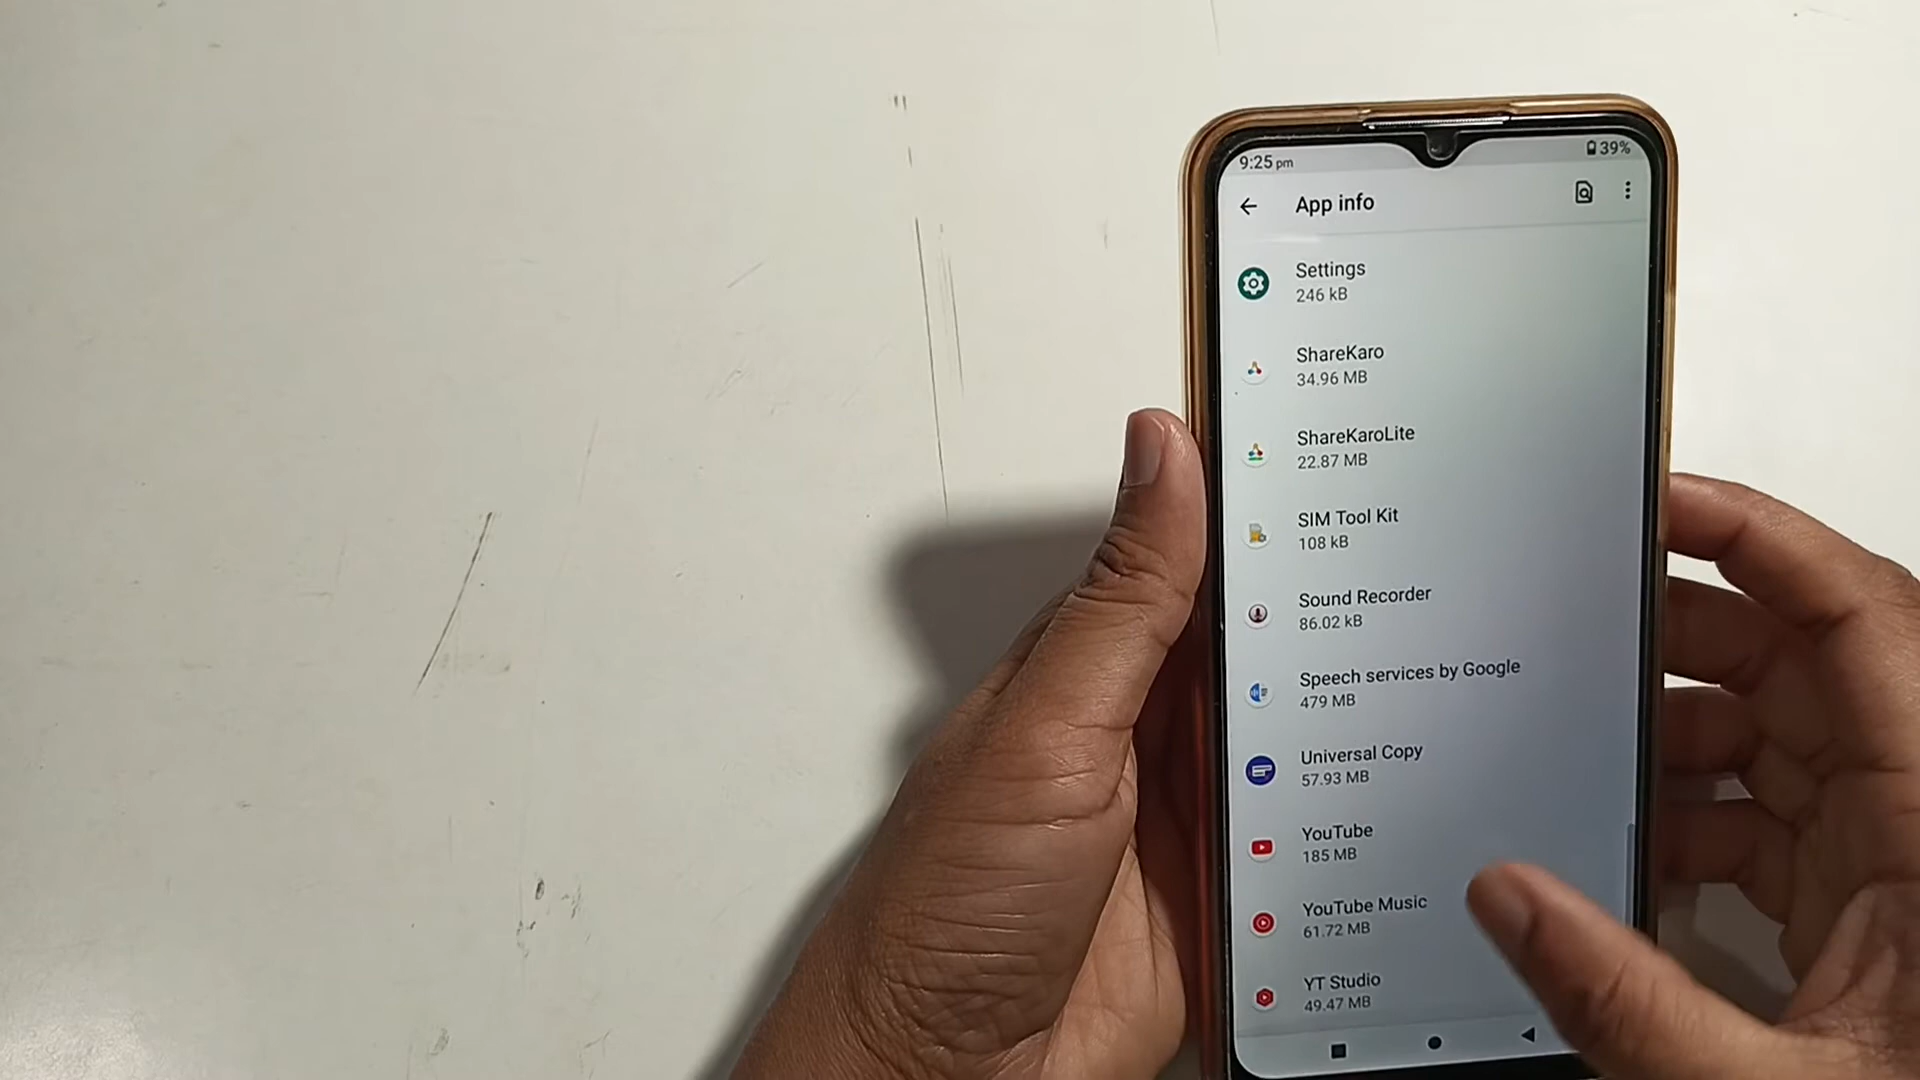 9:25 pm
39%
App info
Settings
246 kB
ShareKaro
34.96 MB
ShareKaroLite
22.87 MB
SIM Tool Kit
108 kB
Sound Recorder
86.02 kB
Speech services by Google
479 MB
Universal Copy
57.93 MB
YouTube
185 MB
YouTube Music
61.72 MB
YT Studio
49.47 MB